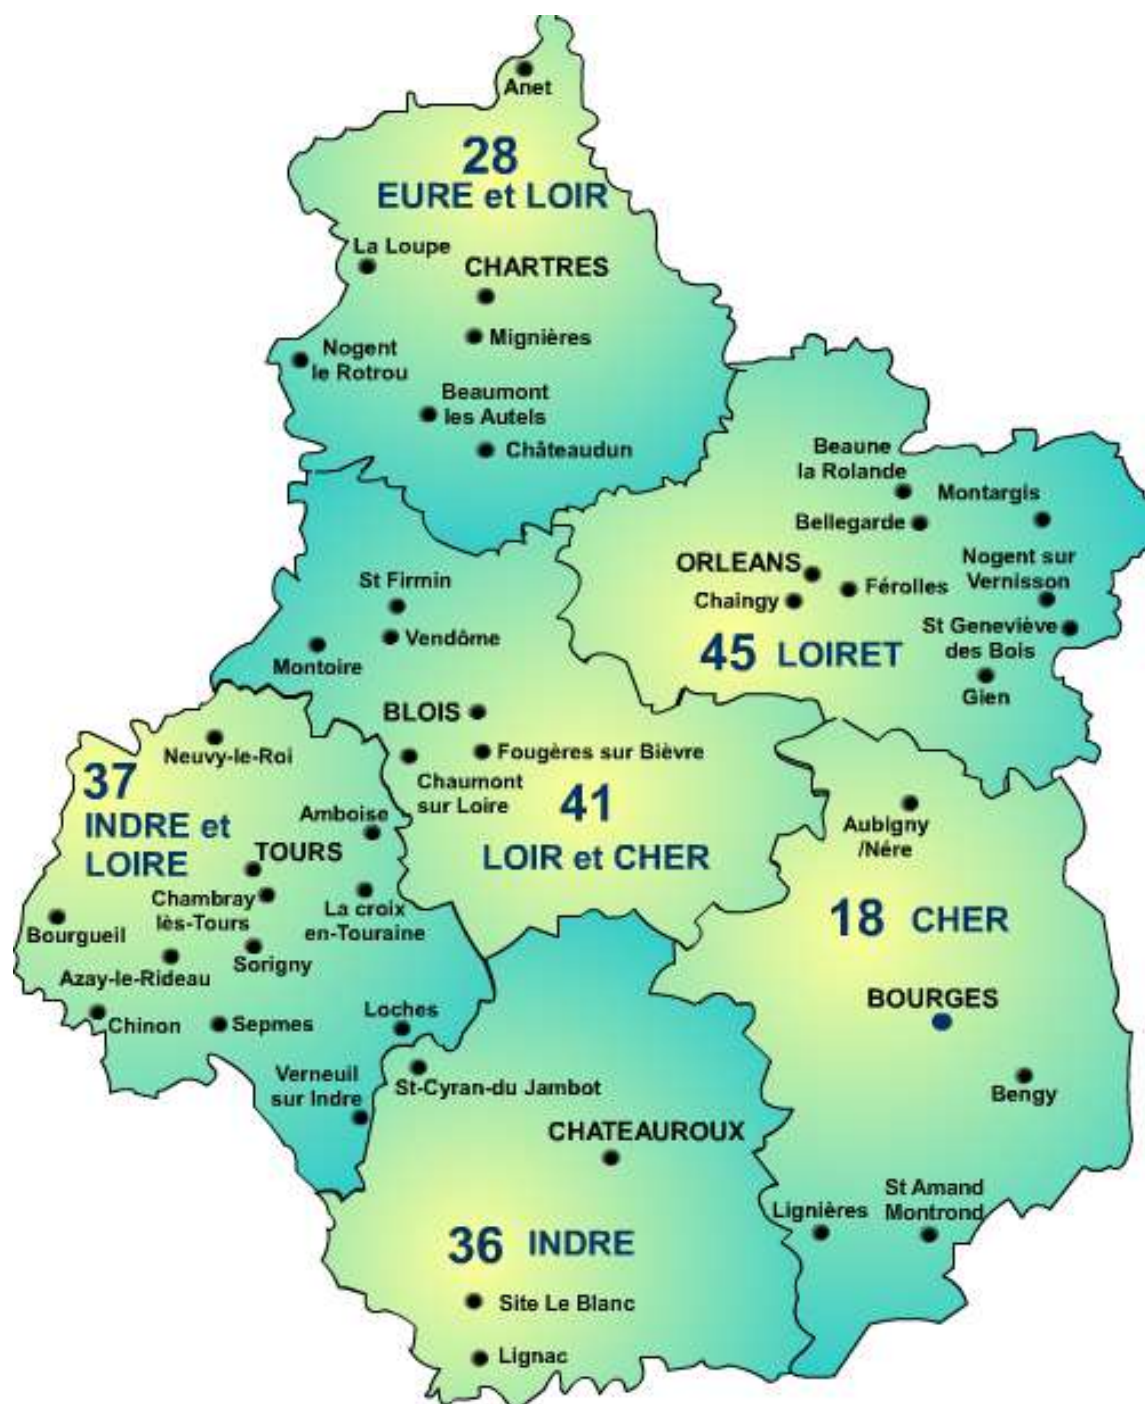 Anet
28
EURE et LOIR
La Loupe
CHARTRES
Mignières
Nogent
le Rotrou
Beaumont
les Autels
Châteaudun
Beaune
la Rolande
Montargis
Bellegarde
ORLEANS
Nogent sur
Vernisson
Férolles
Chaingy
St Geneviève
des Bois
45 LOIRET
Gien
St Firmin
Vendôme
Montoire
BLOIS
Fougères sur Bièvre
Chaumont
sur Loire
41
LOIR et CHER
Neuvy-le-Roi
37
INDRE et
LOIRE
Amboise
TOURS
Chambray
lès-Tours
La croix
en-Touraine
Bourgueil
Sorigny
Azay-le-Rideau
Chinon
Sepmes
Loches
Verneuil
sur Indre
Aubigny
/Nére
18 CHER
BOURGES
Bengy
St Amand
Montrond
Lignières
St-Cyran-du Jambot
CHATEAUROUX
36 INDRE
Site Le Blanc
Lignac